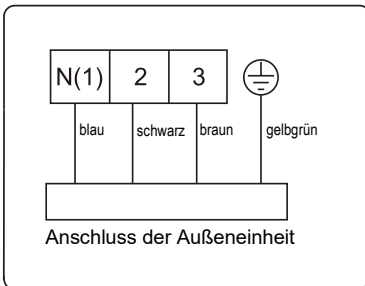 N(1) 2 3
blau schwarz braun gelbgrün
Anschluss der Außeneinheit